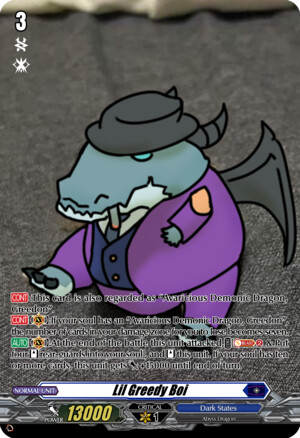 3
CONT:This card is also regarded as "Avaricious Demonic Dragon,
Greedon"
CONT If your soul has an "Avaricious Demonic Dragon, Greedon",
the number of cards in your damage zone for you to lose becomes seven.
AUTO : At the end of the battle this unit attacked, & Put
four rear-guards into your soul, and this unit. If your soul has ten
or more cards, this unit gets +15000 until end of turn.
NORMAL UNIT
Lil Greedy Boi
POWER 13000
CRITICAL 1
Dark States
Abyss Dragon